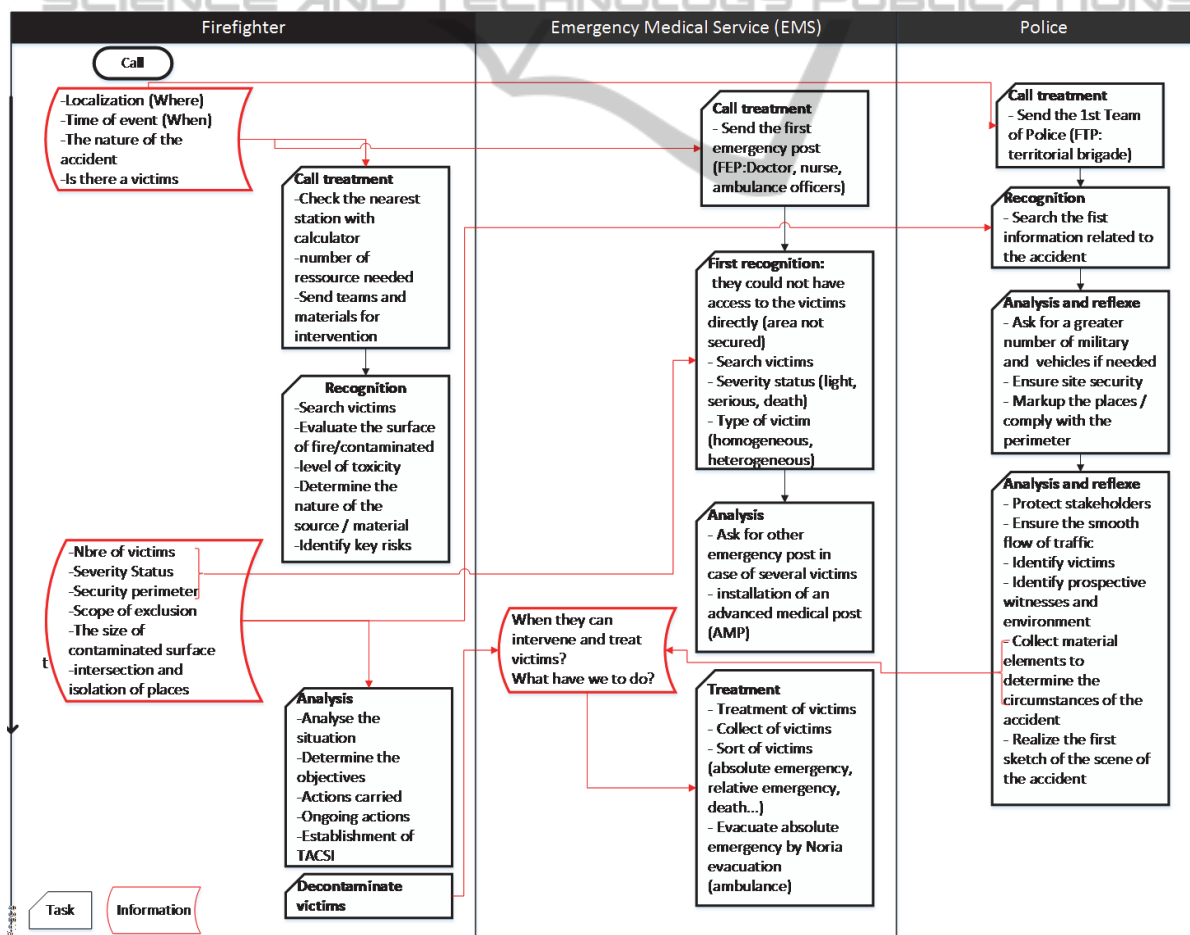 SCIENCE AND TECHNOLOGY PUBLICATIONS
Firefighter
Emergency Medical Service (EMS)
Police
Call
-Localization (Where)
-Time of event (When)
-The nature of the
accident
-Is there a victims
Call treatment
-Check the nearest
station with
calculator
-number of
ressource needed
-Send teams and
materials for
intervention
Recognition
-Search victims
-Evaluate the surface
of fire/contaminated
-level of toxicity
-Determine the
nature of the
source / material
-Identify key risks
-Nbre of victims
-Severity Status
-Security perimeter
-Scope of exclusion
-The size of
contaminated surface
-intersection and
isolation of places
t
Analysis
-Analyse the
situation
-Determine the
objectives
-Actions carried
-Ongoing actions
-Establishment of
TACSI
Decontaminate
victims
Call treatment
- Send the first
emergency post
(FEP:Doctor, nurse,
ambulance officers)
First recognition:
they could not have
access to the victims
directly (area not
secured)
- Search victims
- Severity status (light,
serious, death)
- Type of victim
(homogeneous,
heterogeneous)
Analysis
- Ask for other
emergency post in
case of several victims
- installation of an
advanced medical post
(AMP)
When they can
intervene and treat
victims?
What have we to do?
Treatment
- Treatment of victims
- Collect of victims
- Sort of victims
(absolute emergency,
relative emergency,
death...)
- Evacuate absolute
emergency by Noria
evacuation
(ambulance)
Call treatment
- Send the 1st Team
of Police (FTP:
territorial brigade)
Recognition
- Search the fist
information related to
the accident
Analysis and reflexe
- Ask for a greater
number of military
and vehicles if needed
- Ensure site security
- Markup the places /
comply with the
perimeter
Analysis and reflexe
- Protect stakeholders
- Ensure the smooth
flow of traffic
- Identify victims
- Identify prospective
witnesses and
environment
- Collect material
elements to
determine the
circumstances of the
accident
- Realize the first
sketch of the scene of
the accident
Task
Information